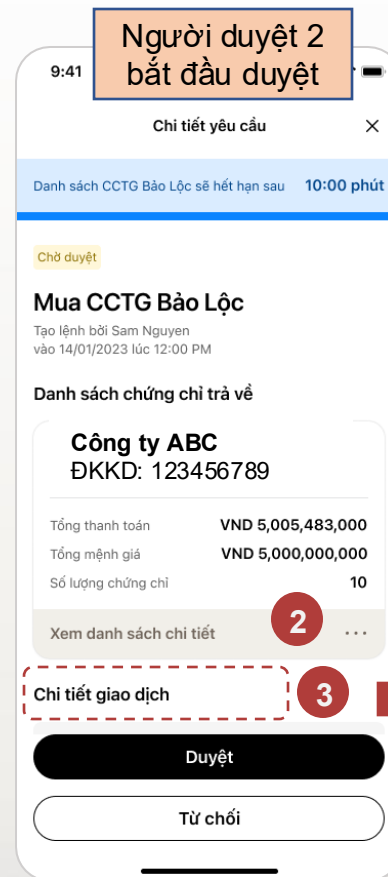 Người duyệt 2
bắt đầu duyệt
9:41
Chi tiết yêu cầu
Danh sách CCTG Bảo Lộc sẽ hết hạn sau 10:00 phút
Chờ duyệt
Mua CCTG Bảo Lộc
Tạo lệnh bởi Sam Nguyen
vào 14/01/2023 lúc 12:00 PM
Danh sách chứng chỉ trả về
Công ty ABC
ĐKKD: 123456789
Tổng thanh toán VND 5,005,483,000
Tổng mệnh giá VND 5,000,000,000
Số lượng chứng chỉ 10
Xem danh sách chi tiết 2 ...
Chi tiết giao dịch 3
Duyệt
Từ chối